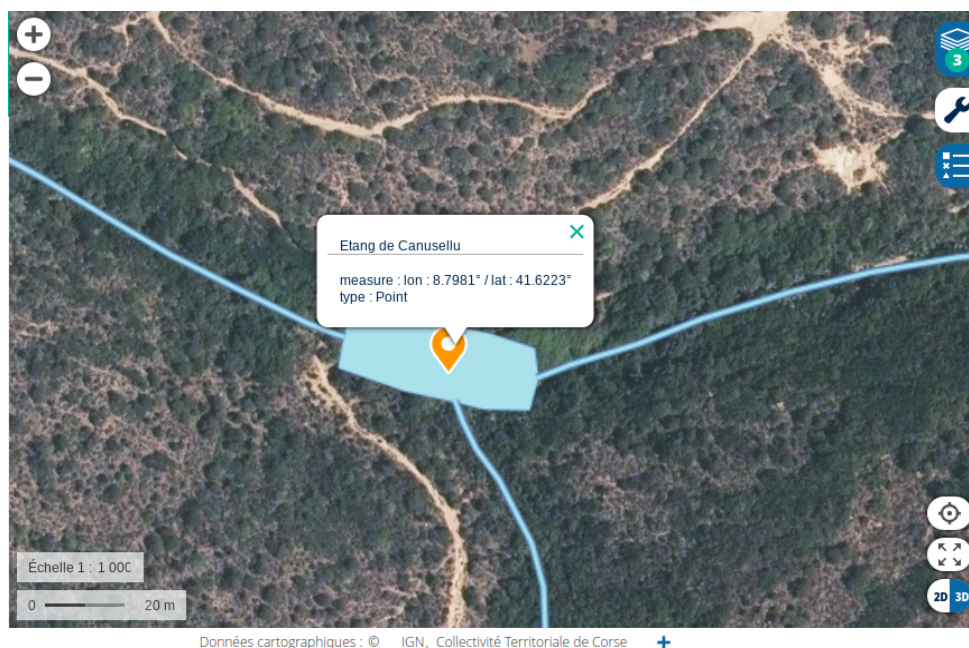 3
Etang de Canusellu
measure : lon : 8.7981° / lat : 41.6223°
type : Point
Échelle 1 : 1 000
0 20 m
2D 3D
Données cartographiques : © IGN, Collectivité Territoriale de Corse +